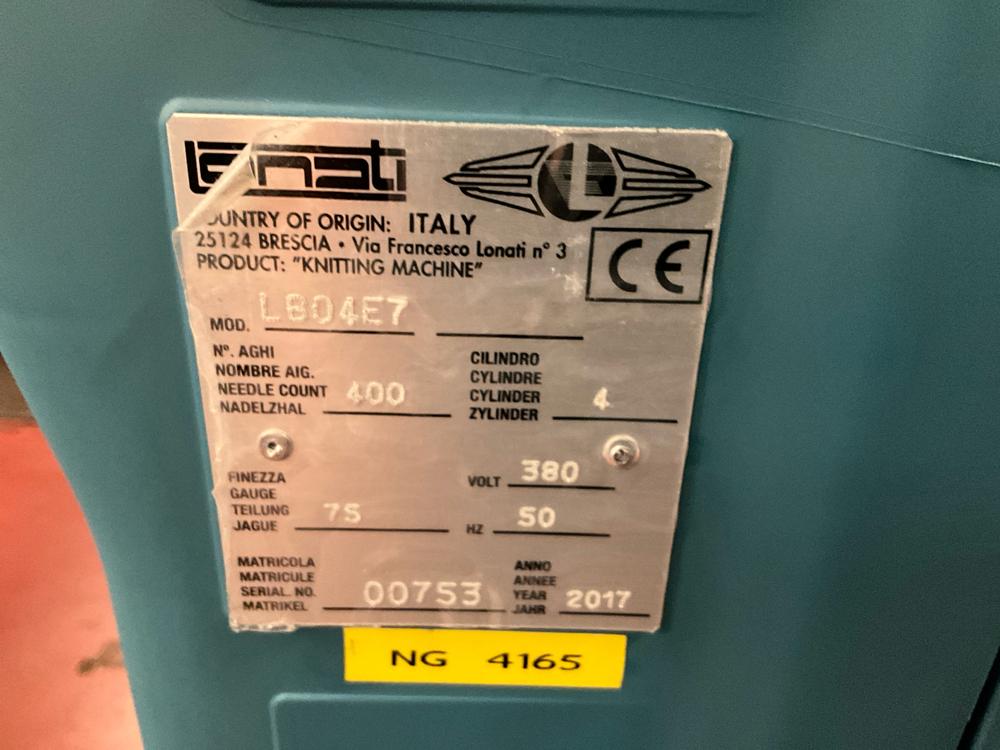 Lonati
OUNTRY OF ORIGIN: ITALY
25124 BRESCIA • Via Francesco Lonati n° 3
PRODUCT: "KNITTING MACHINE"
CE
MOD. LB04E7
N°. AGHI
NOMBRE AIG.
NEEDLE COUNT 400
NADELZHAL
CILINDRO
CYLINDRE
CYLINDER 4
ZYLINDER
FINEZZA
GAUGE
TEILUNG 75
JAGUE
VOLT 380
HZ 50
MATRICOLA
MATRICULE
SERIAL. NO. 00753
MATRIKEL
ANNO
ANNEE
YEAR 2017
JAHR
NG 4165